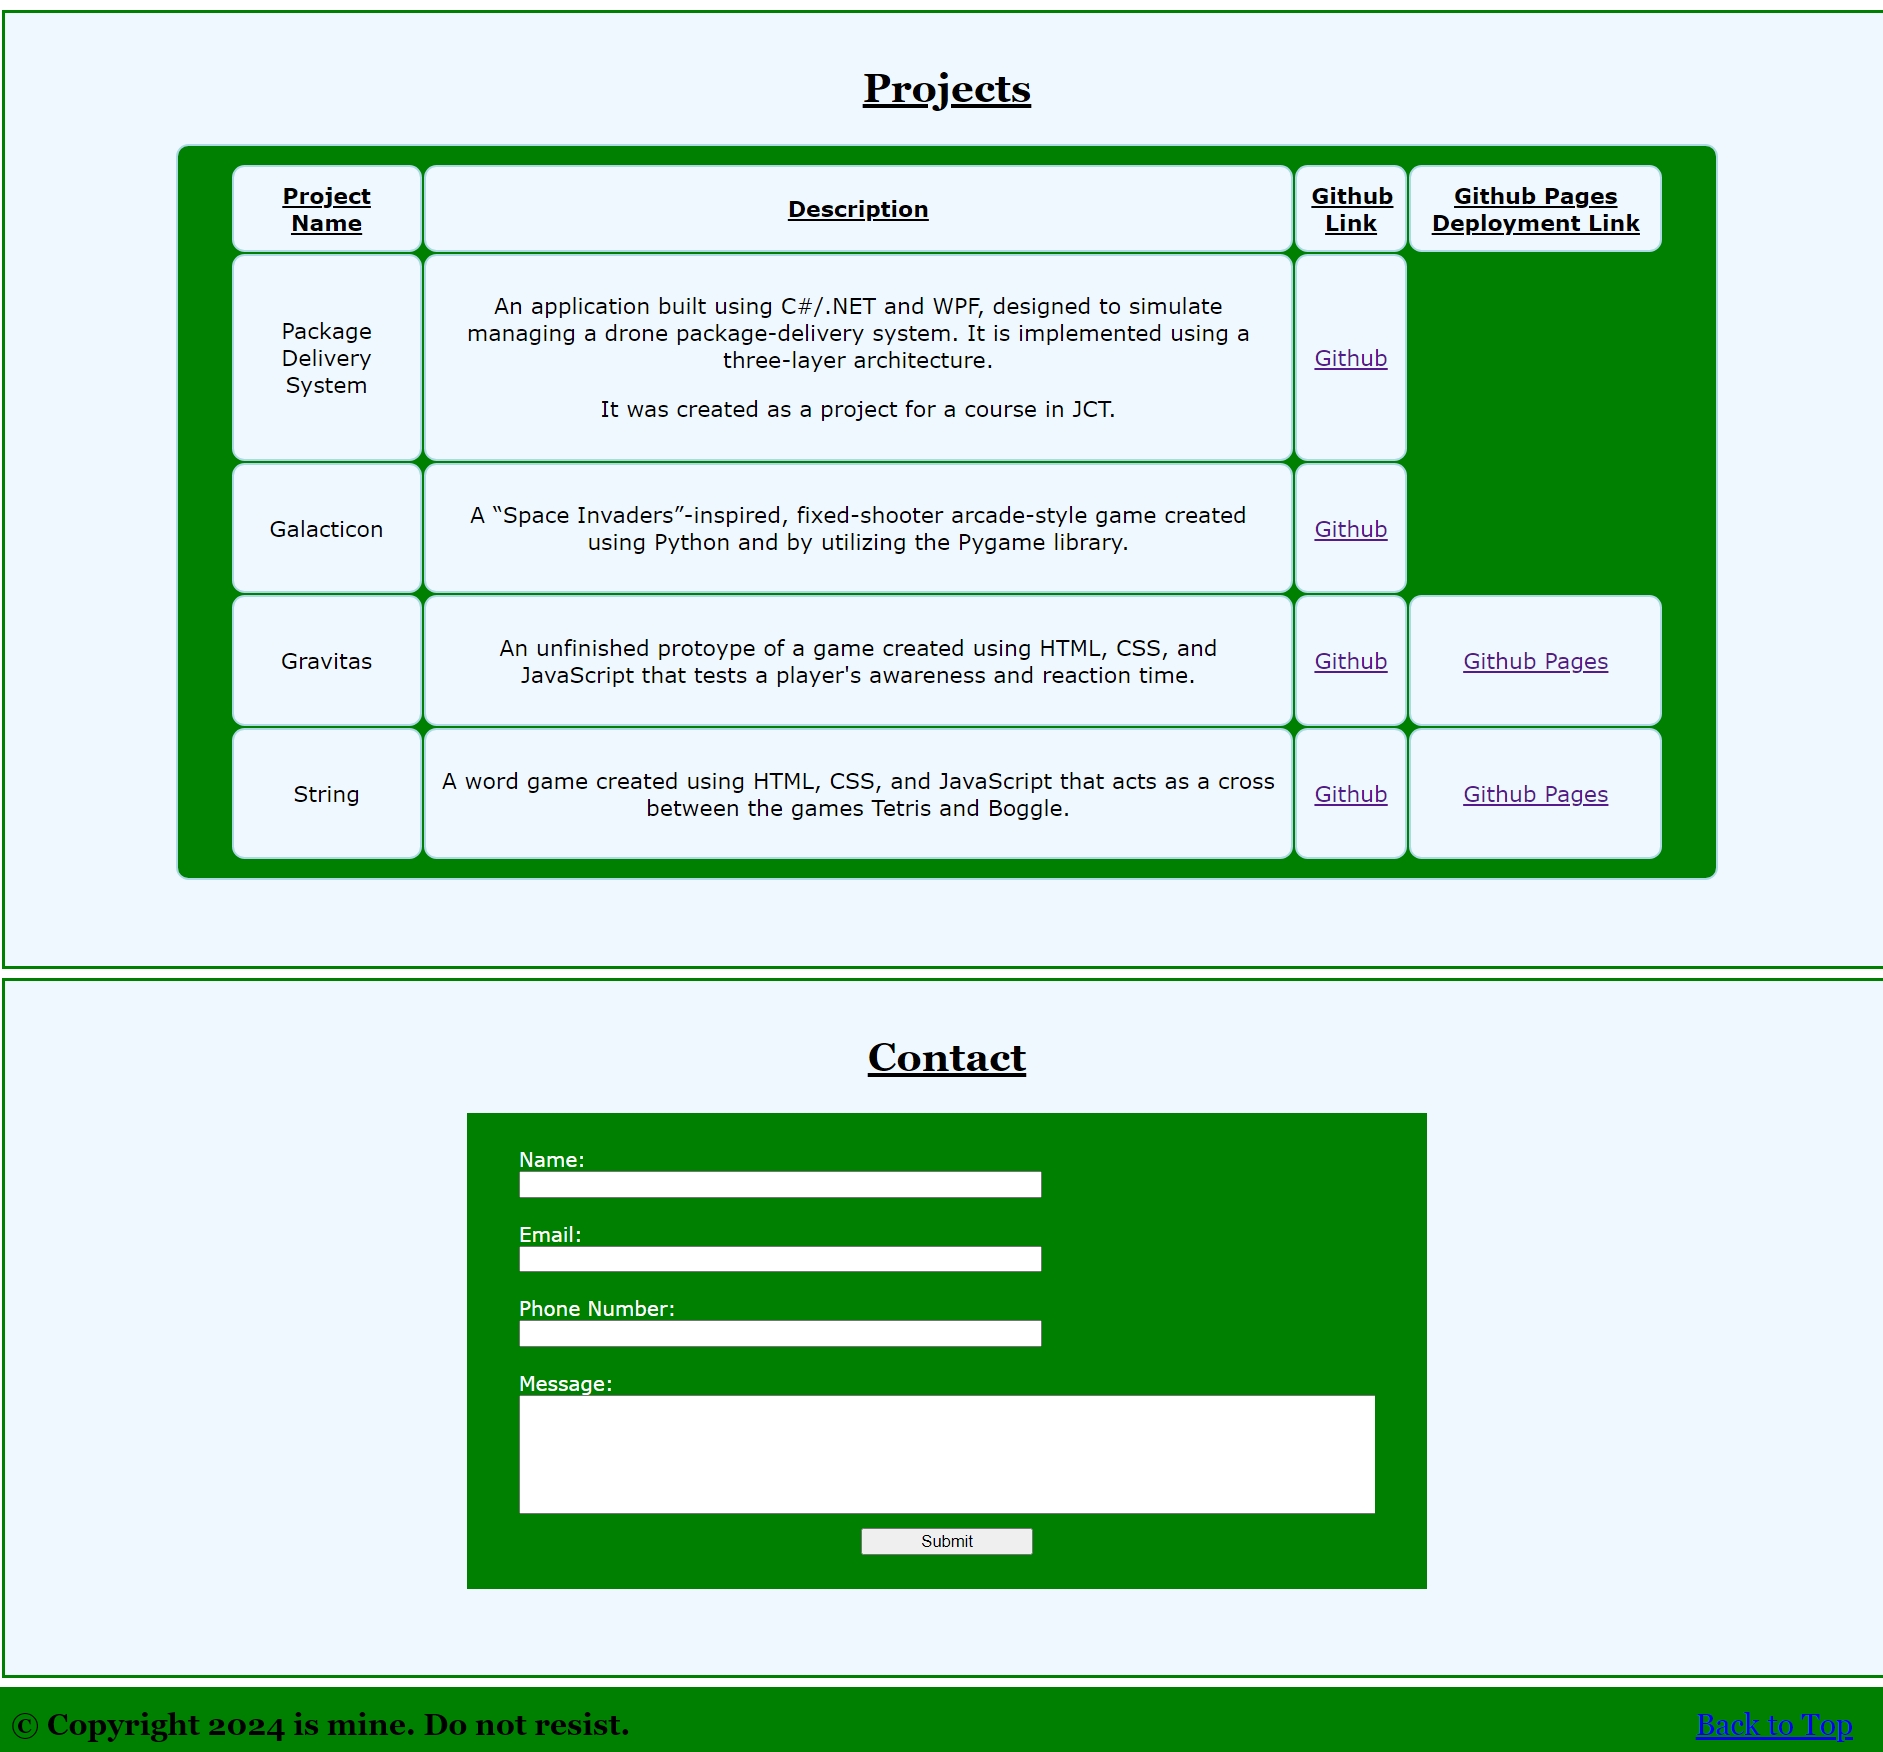 Projects
Project
Name
Description
Github
Link
Github Pages
Deployment Link
Package
Delivery
System
An application built using C#/.NET and WPF, designed to simulate
managing a drone package-delivery system. It is implemented using a
three-layer architecture.
It was created as a project for a course in JCT.
Github
Galacticon
A “Space Invaders”-inspired, fixed-shooter arcade-style game created
using Python and by utilizing the Pygame library.
Github
Gravitas
An unfinished protoype of a game created using HTML, CSS, and
JavaScript that tests a player's awareness and reaction time.
Github
Github Pages
String
A word game created using HTML, CSS, and JavaScript that acts as a cross
between the games Tetris and Boggle.
Github
Github Pages
Contact
Name:
Email:
Phone Number:
Message:
Submit
© Copyright 2024 is mine. Do not resist.
Back to Top